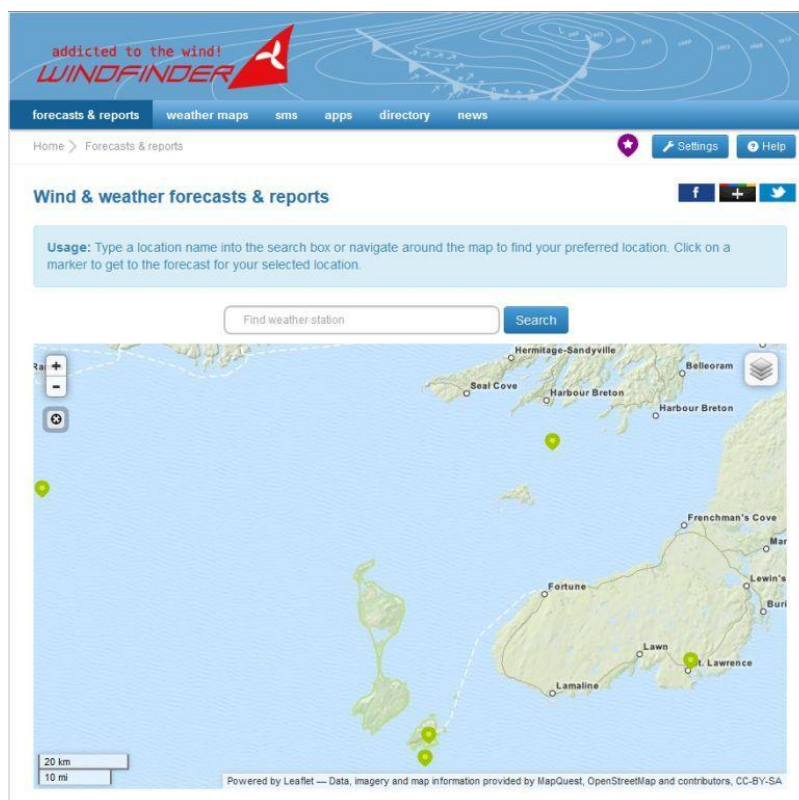 addicted to the wind!
WINDFINDER
forecasts & reports weather maps sms apps directory news
Home Forecasts & reports Settings Help
Wind & weather forecasts & reports
Usage: Type a location name into the search box or navigate around the map to find your preferred location. Click on a
marker to get to the forecast for your selected location.
Find weather station Search
Hermitage-Sandyville
Ra
Belleoram
Seal Cove
Harbour Breton
Harbour Breton
Frenchman's Cove
Mar
Lewin's
Fortune
Buri
Lawn
St. Lawrence
Lamaline
20 km
10 mi
Powered by Leaflet — Data, imagery and map information provided by MapQuest, OpenStreetMap and contributors, CC-BY-SA